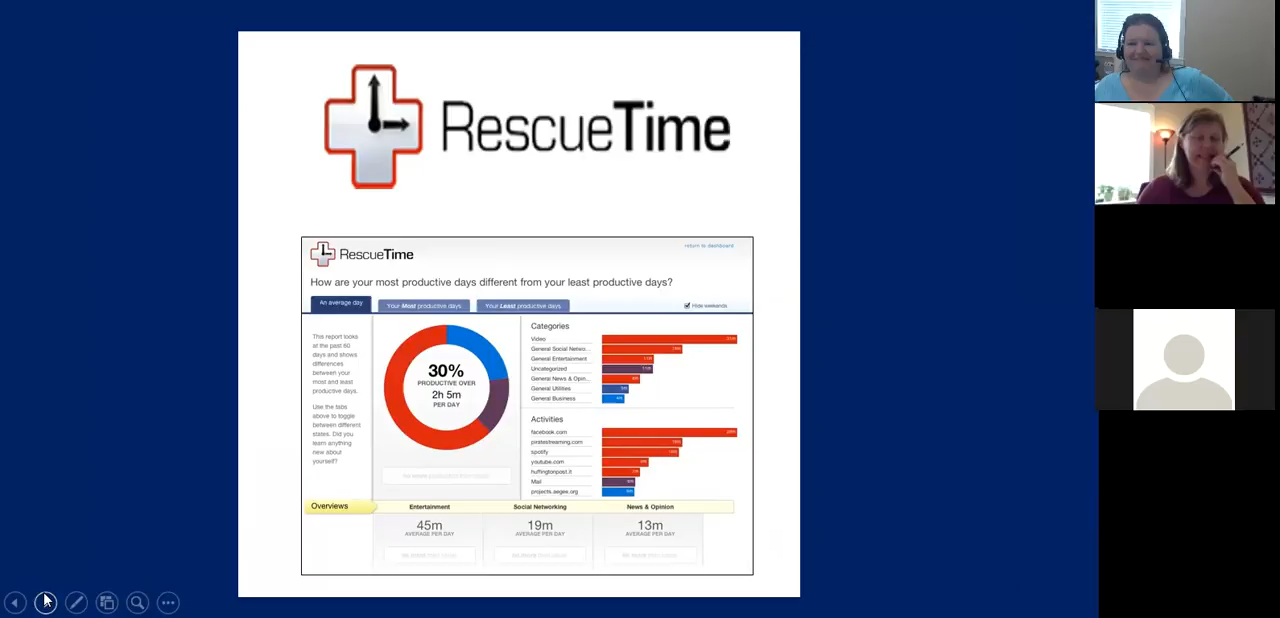 RescueTime
RescueTime
return to dashboard
How are your most productive days different from your least productive days?
An average day
Your Most productive days
Your Least productive days
Hide weekends
This report looks
at the past 60
days and shows
differences
between your
most and least
productive days.
Use the tabs
above to toggle
between different
states. Did you
learn anything
new about
yourself?
30%
PRODUCTIVE OVER
2h 5m
PER DAY
Categories
Video
General Social Netwo...
General Entertainment
Uncategorized
General News & Opin...
General Utilities
General Business
Activities
facebook.com
piratestreaming.com
spotify
youtube.com
huffingtonpost.it
Mail
projects.aegee.org
Overviews
Entertainment
Social Networking
News & Opinion
45m
AVERAGE PER DAY
19m
AVERAGE PER DAY
13m
AVERAGE PER DAY